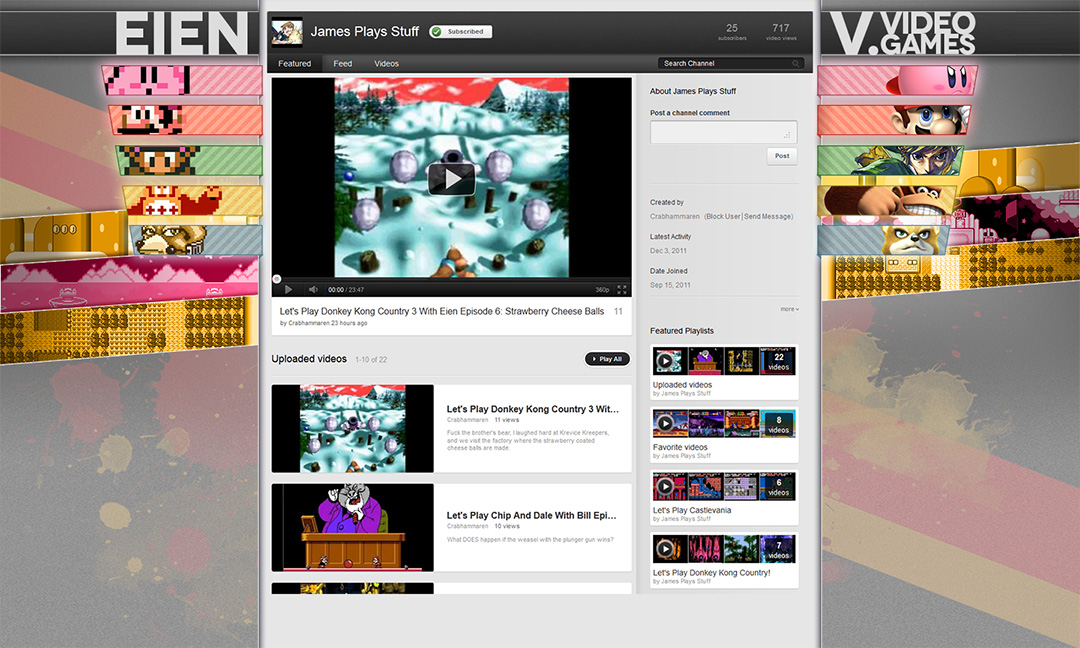 EIEN
V. VIDEO
GAMES
James Plays Stuff
Subscribed
25
subscribers
717
video views
Featured
Feed
Videos
Search Channel
00:00 / 23:47
360p
Let's Play Donkey Kong Country 3 With Eien Episode 6: Strawberry Cheese Balls
11
by Crabhammaren 23 hours ago
Uploaded videos
1-10 of 22
Play All
Let's Play Donkey Kong Country 3 Wit...
Crabhammaren 11 views
Fuck the brother's bear, I laughed hard at Krevice Kreepers,
and we visit the factory where the strawberry coated
cheese balls are made.
Let's Play Chip And Dale With Bill Epi...
Crabhammaren 10 views
What DOES happen if the weasel with the plunger gun wins?
About James Plays Stuff
Post a channel comment
Post
Created by
Crabhammaren (Block User | Send Message)
Latest Activity
Dec 3, 2011
Date Joined
Sep 15, 2011
more
Featured Playlists
22
videos
Uploaded videos
by James Plays Stuff
8
videos
Favorite videos
by James Plays Stuff
6
videos
Let's Play Castlevania
by James Plays Stuff
7
videos
Let's Play Donkey Kong Country!
by James Plays Stuff